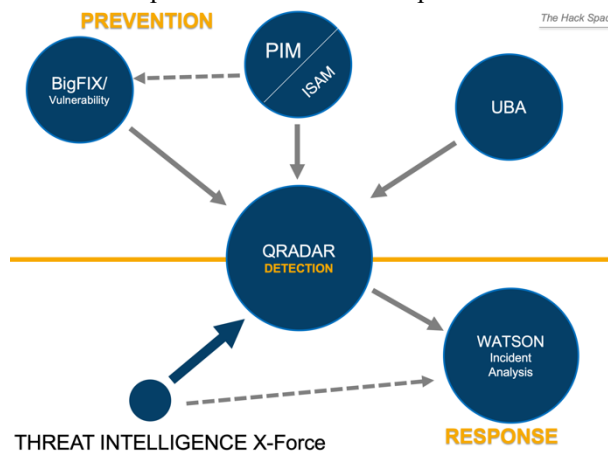 PREVENTION
The Hack Spac
PIM
ISAM
BigFIX/
Vulnerability
UBA
QRADAR
DETECTION
WATSON
Incident
Analysis
THREAT INTELLIGENCE X-Force
RESPONSE